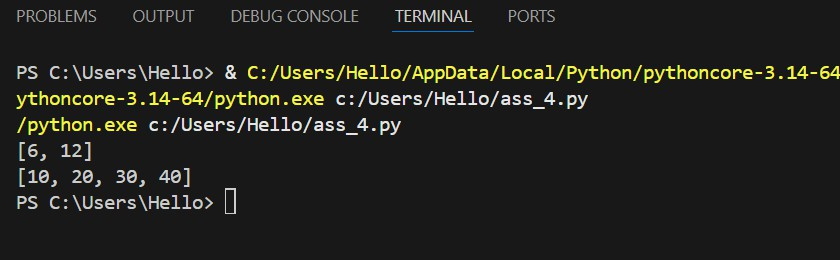 PROBLEMS OUTPUT DEBUG CONSOLE TERMINAL PORTS
PS C:\Users\Hello> & C:/Users/Hello/AppData/Local/Python/pythoncore-3.14-64
ythoncore-3.14-64/python.exe c:/Users/Hello/ass_4.py
/python.exe c:/Users/Hello/ass_4.py
[6, 12]
[10, 20, 30, 40]
PS C:\Users\Hello>